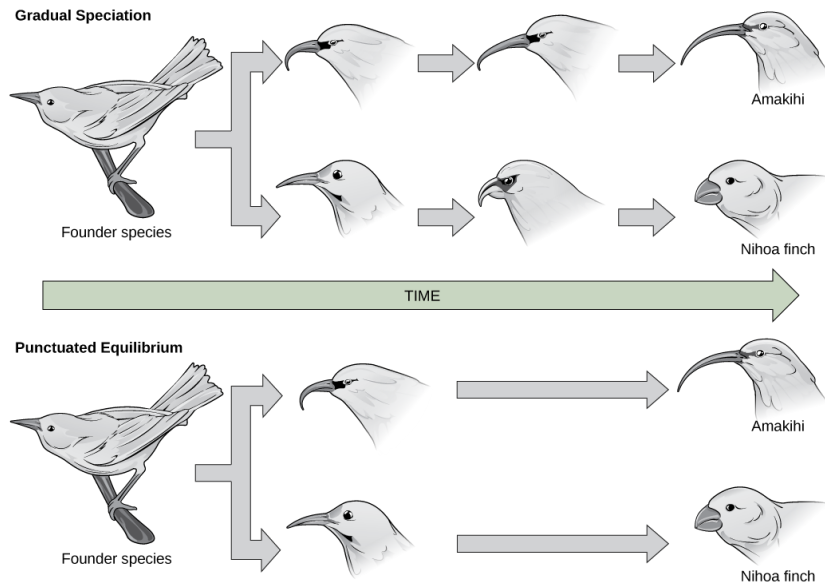 Gradual Speciation
Amakihi
Founder species
Nihoa finch
TIME
Punctuated Equilibrium
Amakihi
Founder species
Nihoa finch